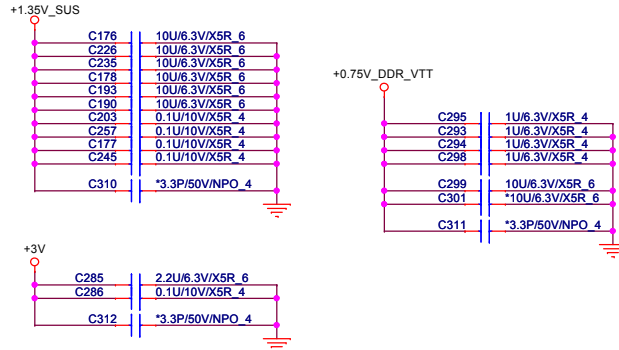 +1.35V_SUS
C176 10U/6.3V/X5R_6
C226 10U/6.3V/X5R_6
C235 10U/6.3V/X5R_6
C178 10U/6.3V/X5R_6
C193 10U/6.3V/X5R_6
C190 10U/6.3V/X5R_6
C203 0.1U/10V/X5R_4
C257 0.1U/10V/X5R_4
C177 0.1U/10V/X5R_4
C245 0.1U/10V/X5R_4
C310 *3.3P/50V/NPO_4
+0.75V_DDR_VTT
C295 1U/6.3V/X5R_4
C293 1U/6.3V/X5R_4
C294 1U/6.3V/X5R_4
C298 1U/6.3V/X5R_4
C299 10U/6.3V/X5R_6
C301 *10U/6.3V/X5R_6
C311 *3.3P/50V/NPO_4
+3V
C285 2.2U/6.3V/X5R_6
C286 0.1U/10V/X5R_4
C312 *3.3P/50V/NPO_4